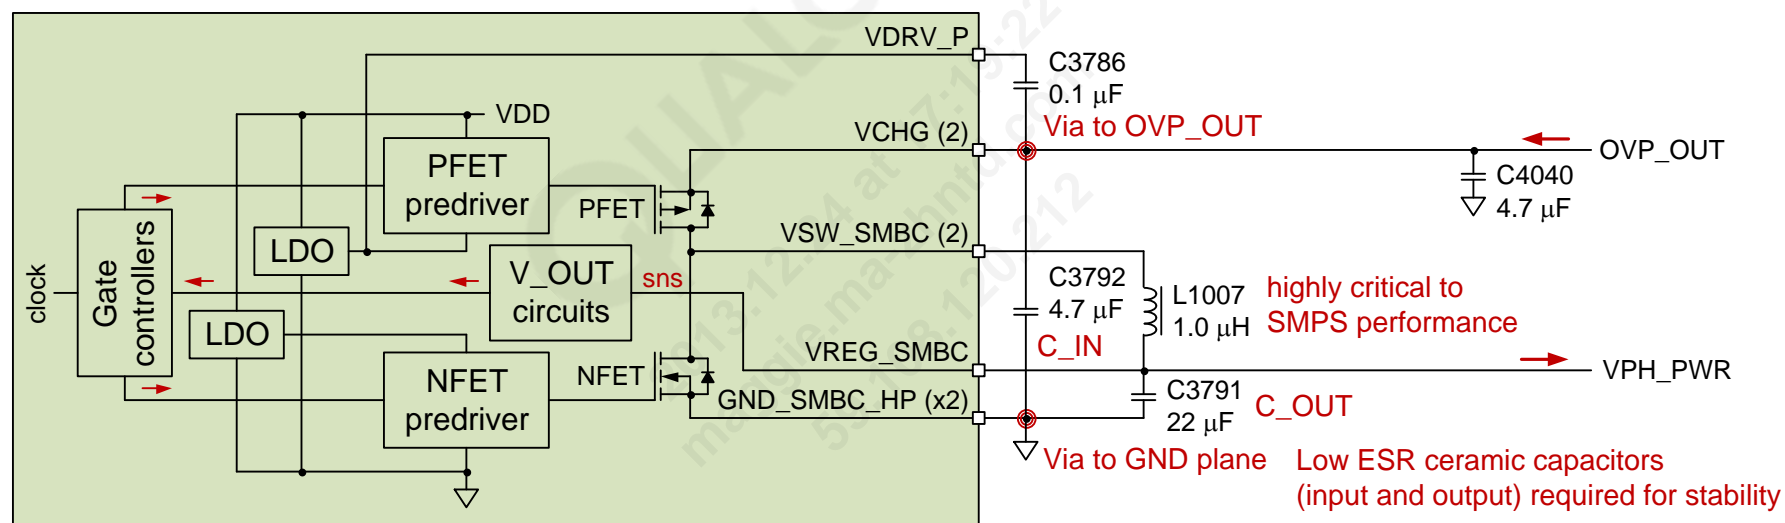 VDRV_P
C3786
0.1 μF
VDD
VCHG (2)
Via to OVP_OUT
OVP_OUT
PFET
predriver
PFET
C4040
4.7 μF
Gate
controllers
clock
LDO
VSW_SMBC (2)
V_OUT
circuits
sns
C3792
4.7 μF
C_IN
L1007
1.0 μH
highly critical to
SMPS performance
LDO
VREG_SMBC
VPH_PWR
NFET
predriver
NFET
GND_SMBC_HP (x2)
C3791
22 μF
C_OUT
Via to GND plane
Low ESR ceramic capacitors
(input and output) required for stability